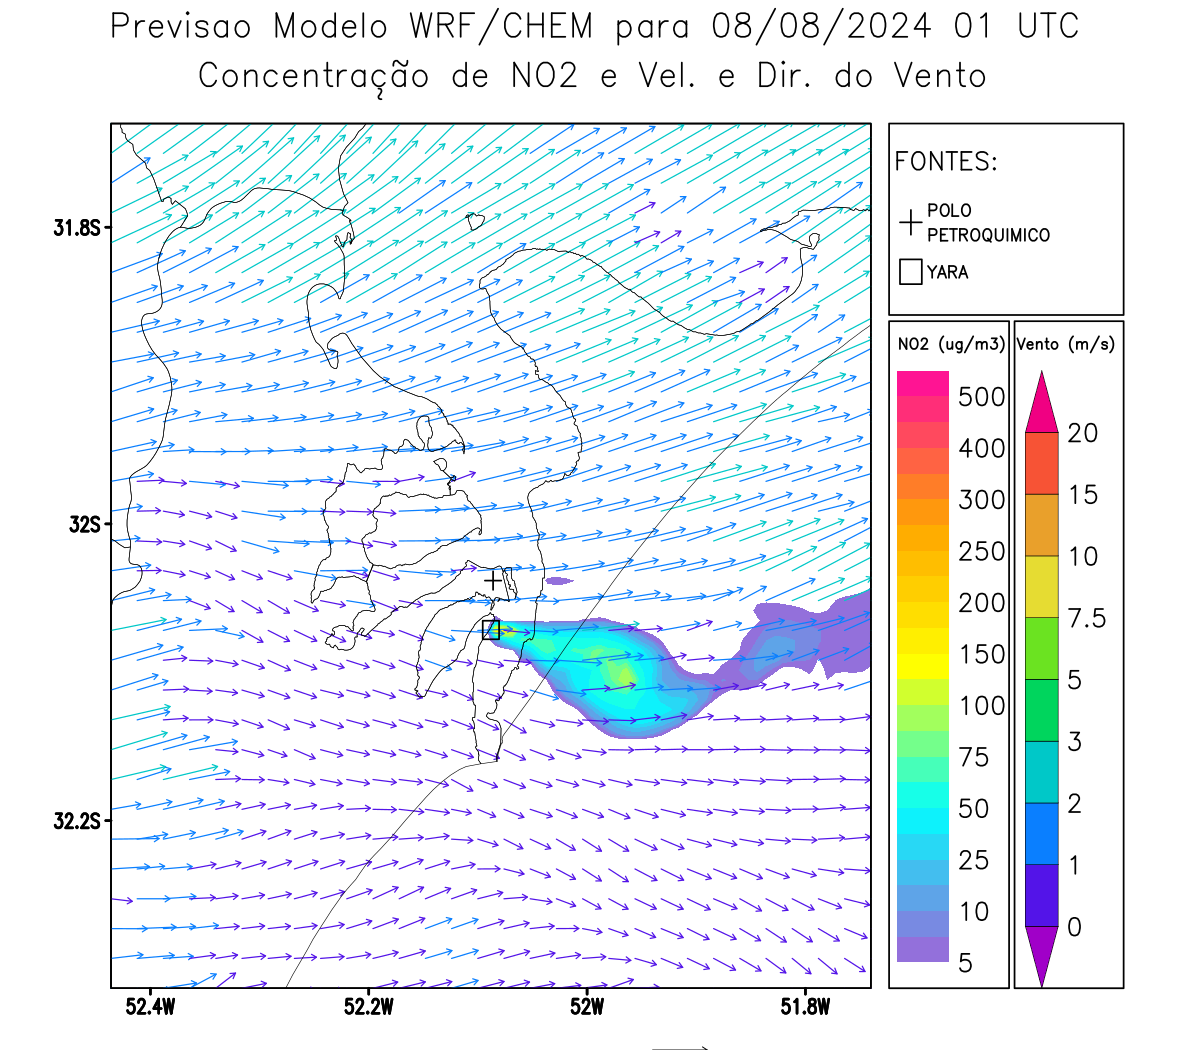 Previsao Modelo WRF/CHEM para 08/08/2024 01 UTC
Concentração de NO2 e Vel. e Dir. do Vento
FONTES:
POLO
PETROQUIMICO
YARA
NO2 (ug/m3)
500
400
300
250
200
150
100
75
50
25
10
5
Vento (m/s)
20
15
10
7.5
5
3
2
1
0
31.8S
32S
32.2S
52.4W
52.2W
52W
51.8W